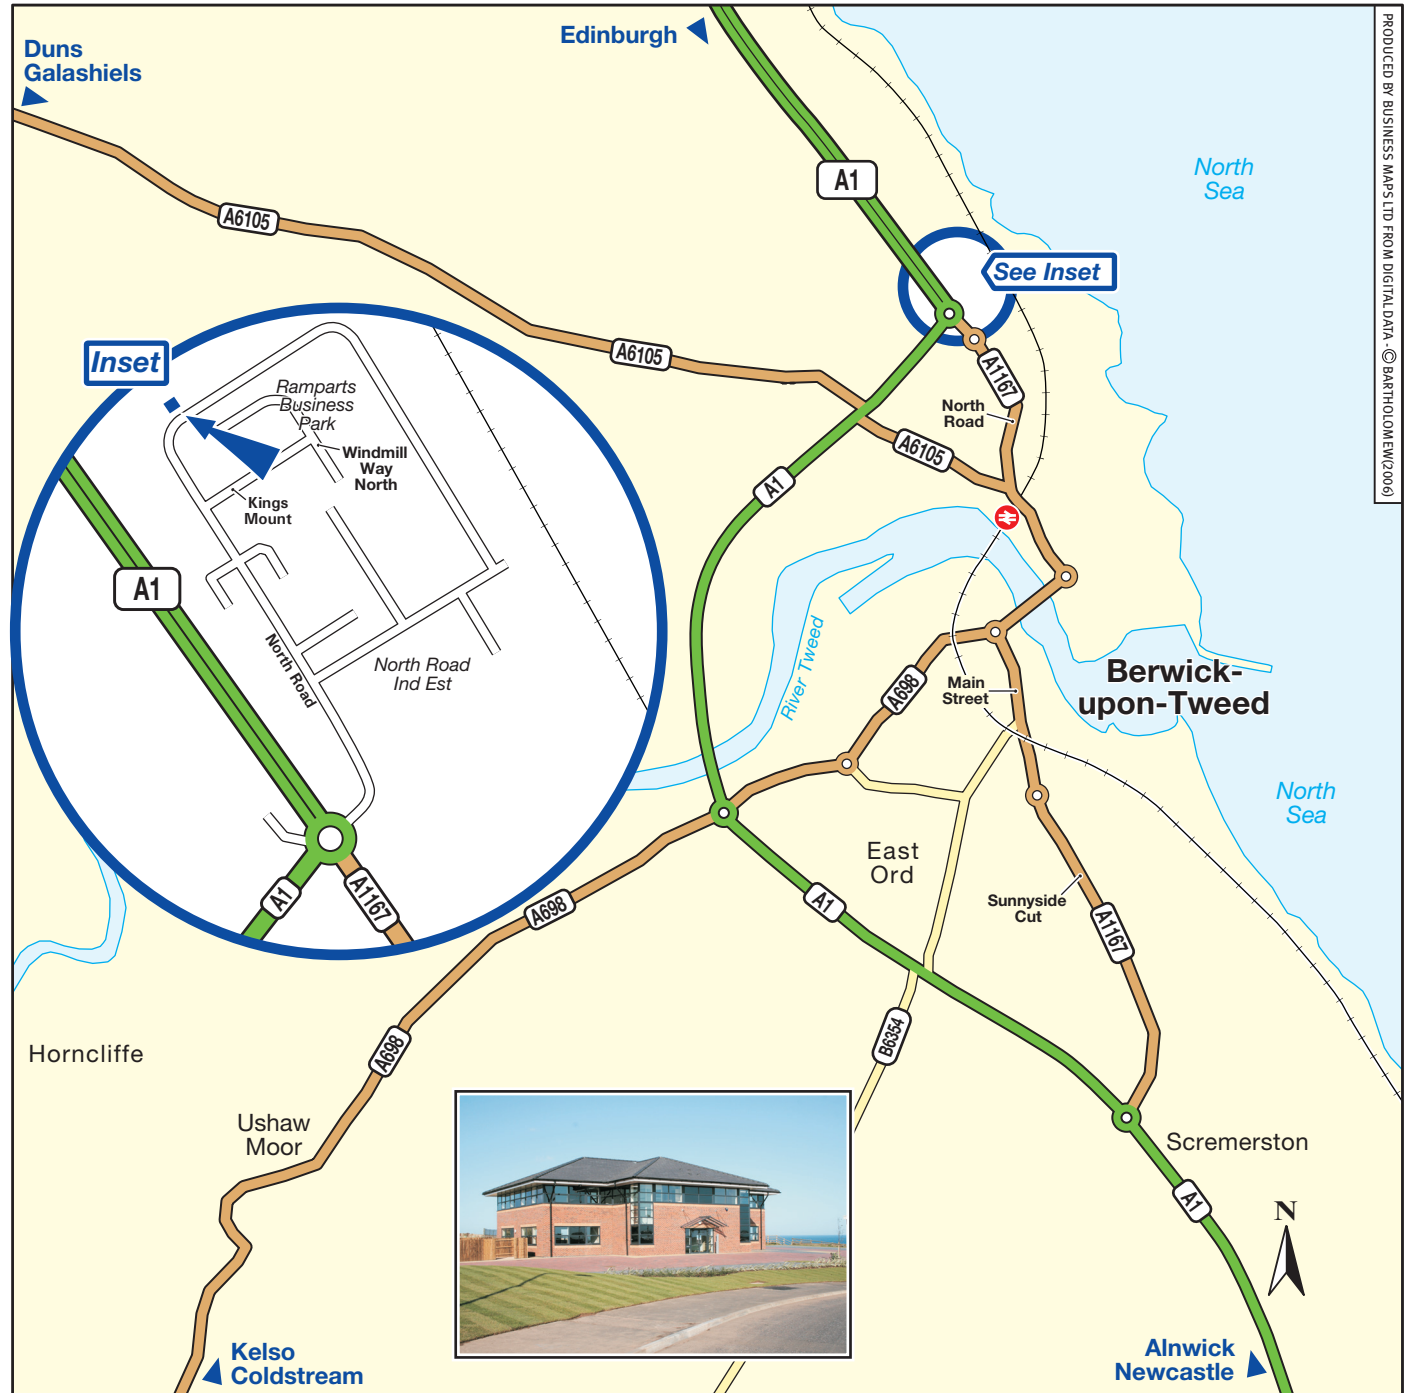 Duns
Galashiels
Edinburgh
PRODUCED BY BUSINESS MAPS LTD FROM DIGITAL DATA - © BARTHOLOMEW(2006)
North
Sea
A1
A6105
See Inset
A6105
A1167
North
Road
A6105
A1
Inset
Ramparts
Business
Park
Windmill
Way
North
Kings
Mount
A1
North Road
North Road
Ind Est
A1
A1167
River Tweed
A698
Main
Street
Berwick-
upon-Tweed
North
Sea
East
Ord
A1
A698
Sunnyside
Cut
A1167
B6354
A698
Horncliffe
Ushaw
Moor
Scremerston
A1
N
Kelso
Coldstream
Alnwick
Newcastle